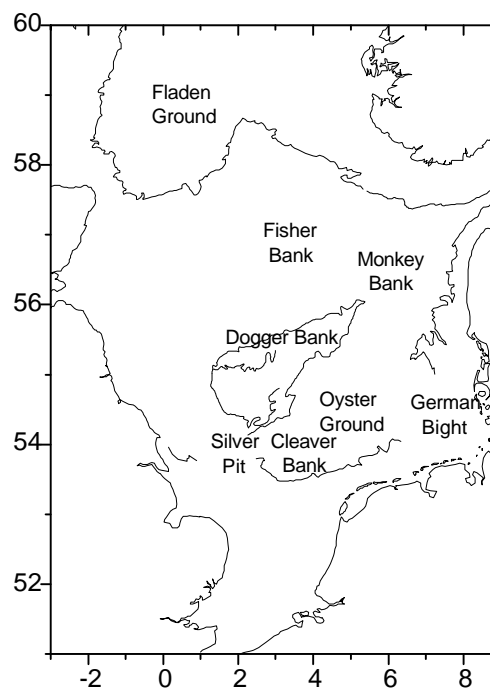 60
Fladen
Ground
58
Fisher
Bank
Monkey
Bank
56
Dogger Bank
Oyster
Ground
German
Bight
54
Silver
Pit
Cleaver
Bank
52
-2 0 2 4 6 8